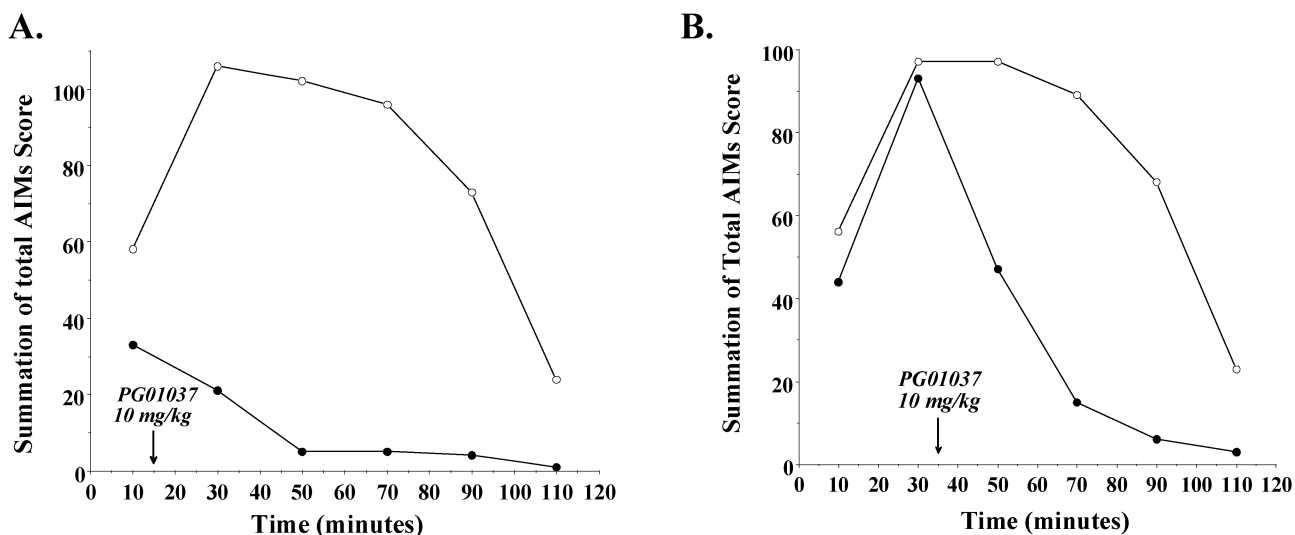 A.
Summation of total AIMs Score
100
80
60
40
20
0
PG01037
10 mg/kg
0 10 20 30 40 50 60 70 80 90 100 110 120
Time (minutes)
B.
Summation of Total AIMs Score
100
80
60
40
20
0
PG01037
10 mg/kg
0 10 20 30 40 50 60 70 80 90 100 110 120
Time (minutes)